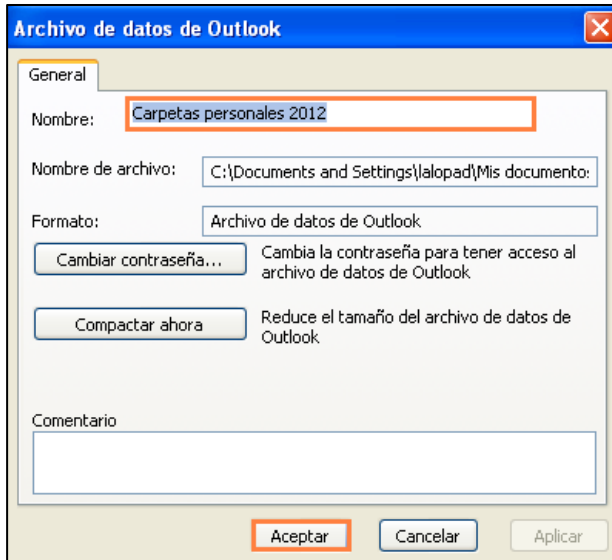 Archivo de datos de Outlook
General
Nombre: Carpetas personales 2012
Nombre de archivo: C:\Documents and Settings\lalopad\Mis documentos
Formato: Archivo de datos de Outlook
Cambiar contraseña... Cambia la contraseña para tener acceso al
archivo de datos de Outlook
Compactar ahora Reduce el tamaño del archivo de datos de
Outlook
Comentario
Aceptar Cancelar Aplicar